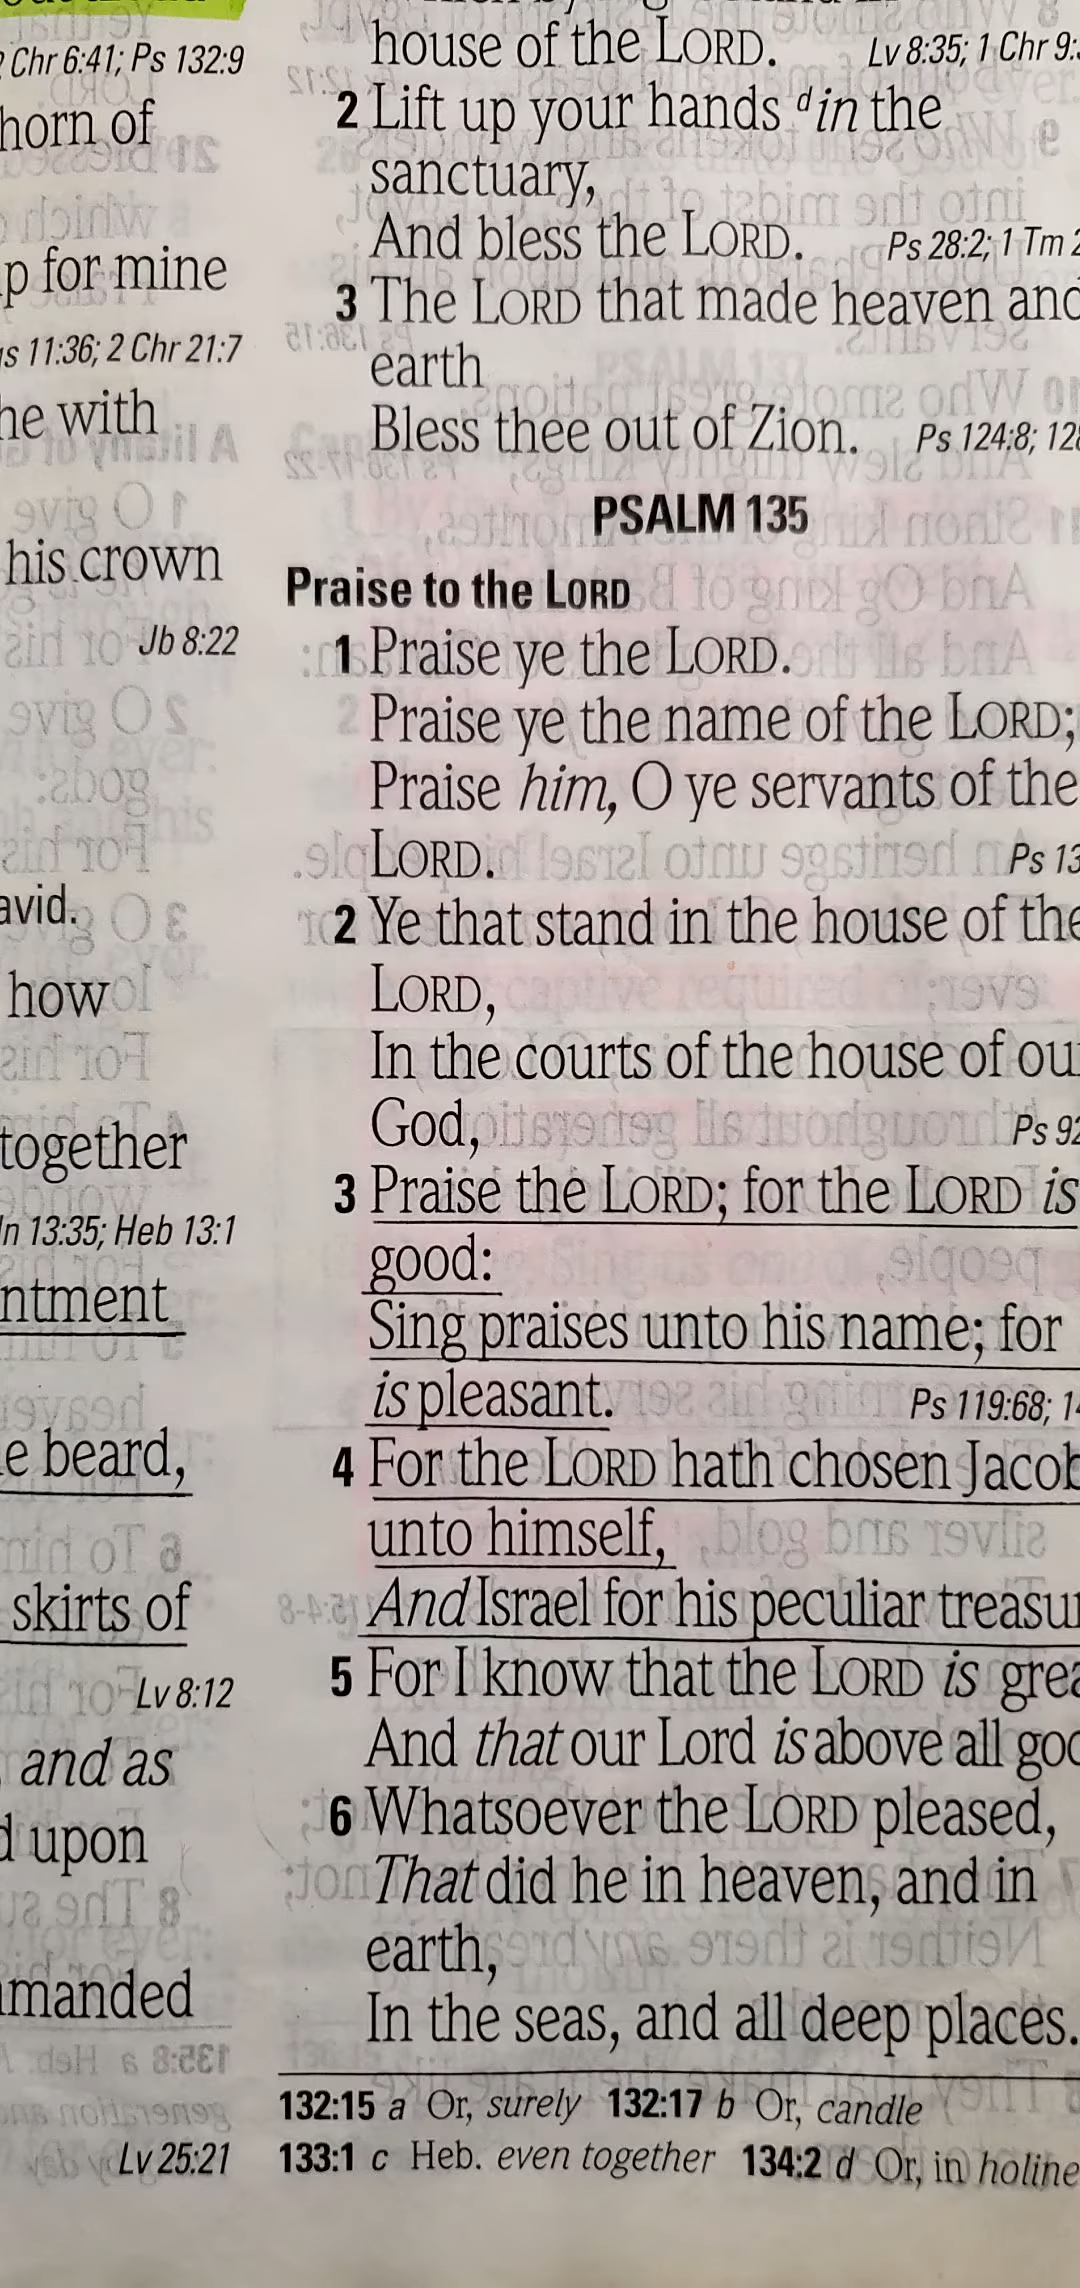 2 Chr 6:41; Ps 132:9
horn of
for mine
11:36; 2 Chr 21:7
he with
his crown
Jb 8:22
how
together
13:35; Heb 13:1
beard,
skirts of
Lv 8:12
and as
upon
Lv 25:21
house of the LORD. Lv 8:35; 1 Chr 9:
2 Lift up your hands d in the
sanctuary,
And bless the LORD. Ps 28:2; 1 Tm 2
3 The LORD that made heaven and
earth
Bless thee out of Zion. Ps 124:8; 128
PSALM 135
Praise to the LORD
1 Praise ye the LORD.
Praise ye the name of the LORD;
Praise him, O ye servants of the
LORD. Ps 13
2 Ye that stand in the house of the
LORD,
In the courts of the house of
God, Ps 92
3 Praise the LORD; for the LORD is
good:
Sing praises unto his name; for
is pleasant. Ps 119:68; 14
4 For the LORD hath chosen Jacob
unto himself,
And Israel for his peculiar
5 For I know that the LORD is
And that our Lord is above all
6 Whatsoever the LORD pleased,
That did he in heaven, and in
earth,
In the seas, and all deep places.
132:15 a Or, surely 132:17 b Or, candle
133:1 c Heb. even together 134:2 d Or, in